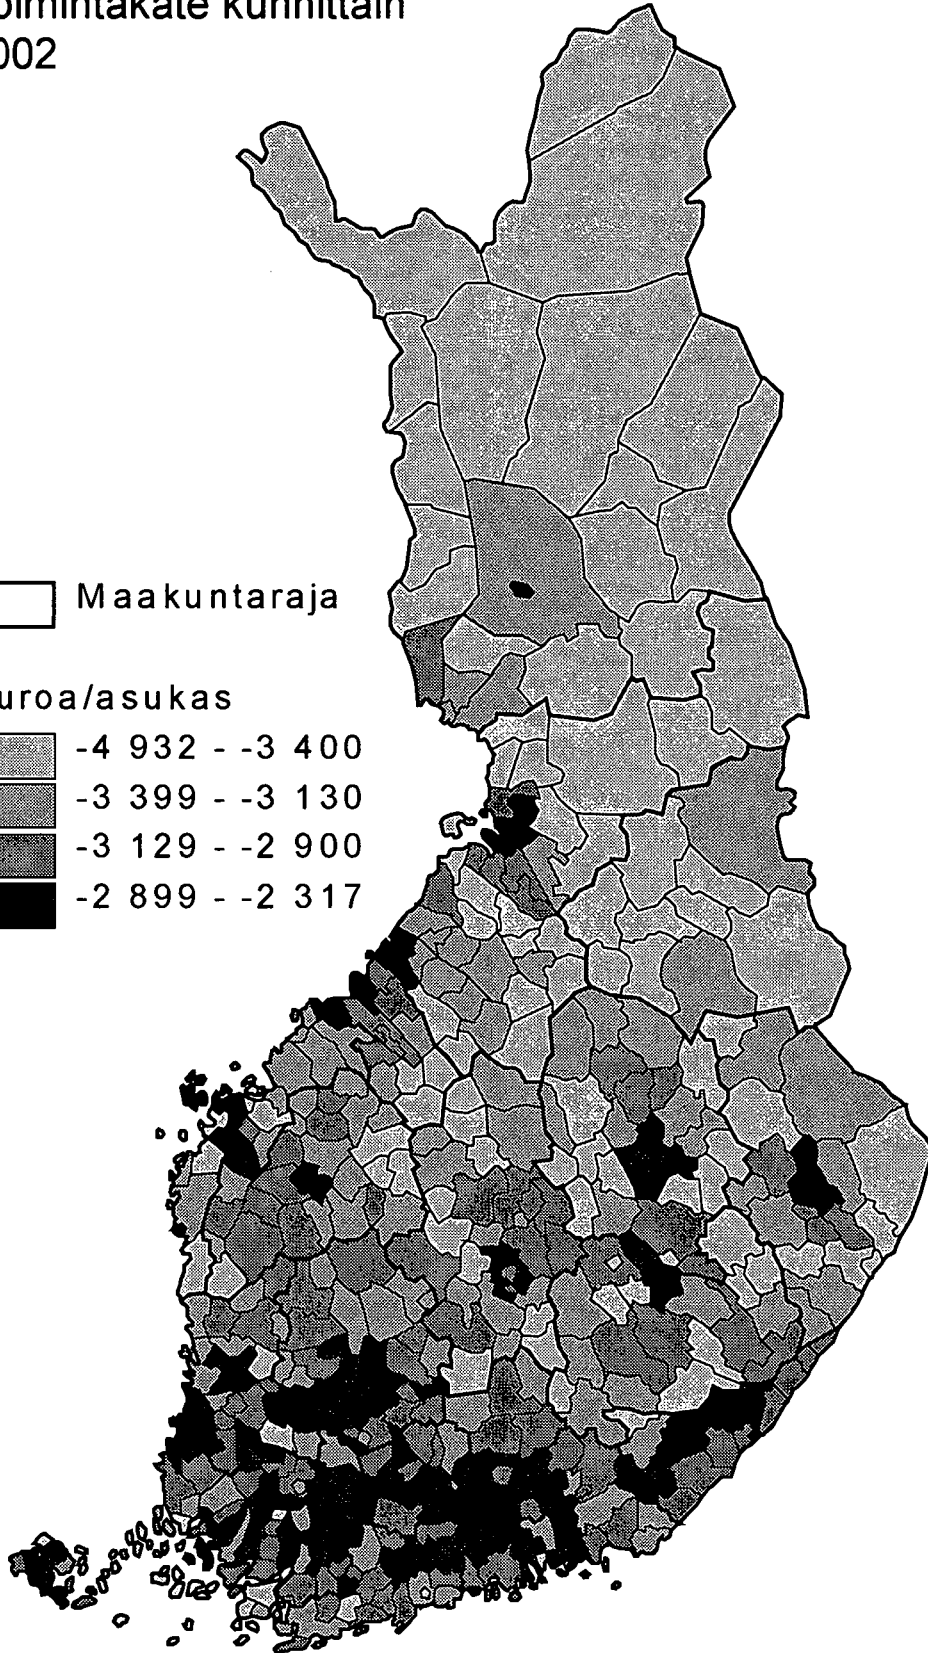 oimintakate kunnittain
002
Maakuntaraja
uroa/asukas
-4 932 - -3 400
-3 399 - -3 130
-3 129 - -2 900
-2 899 - -2 317